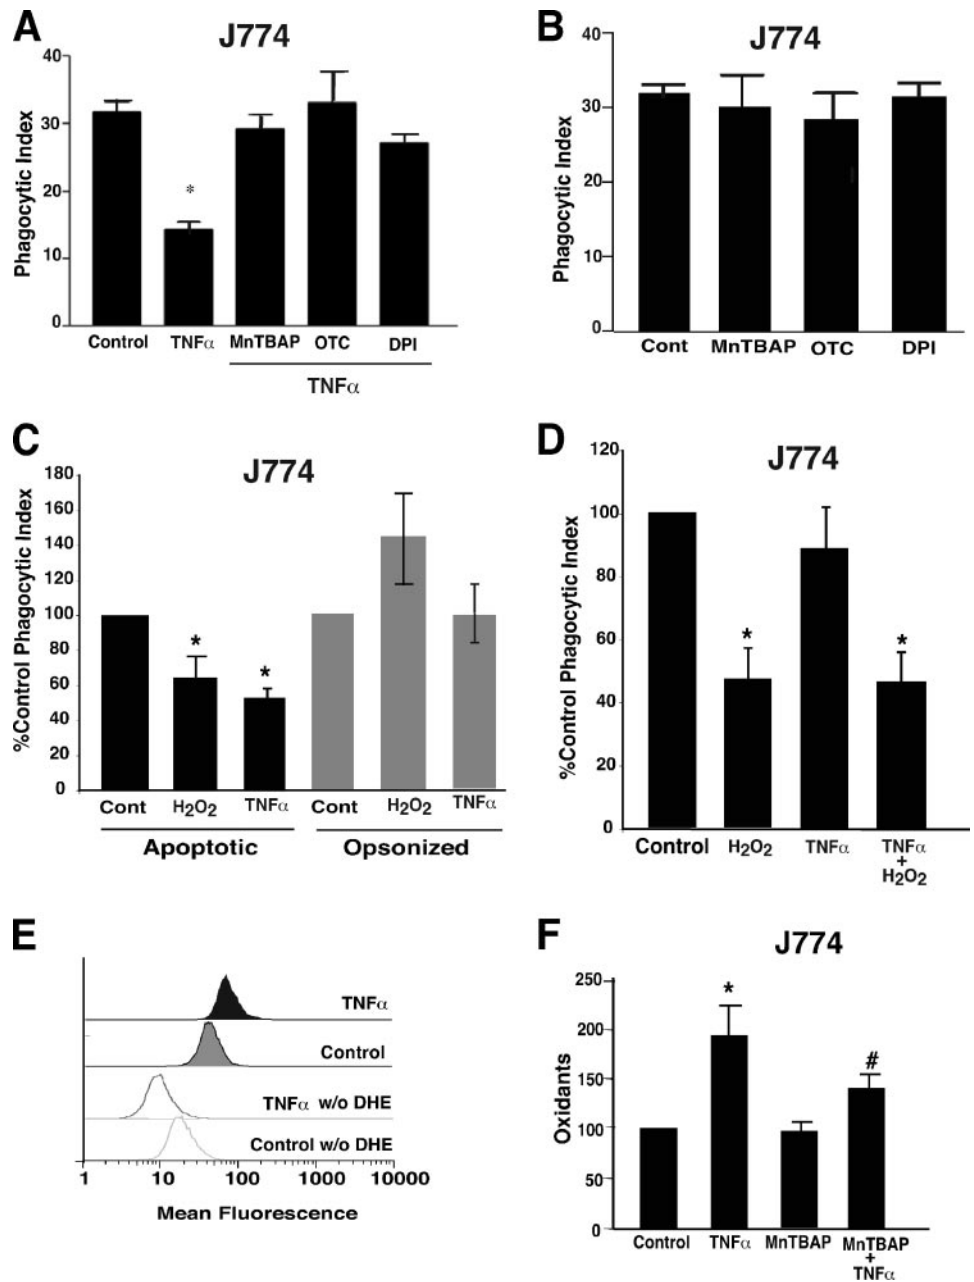 A
J774
Phagocytic Index
40
30
20
10
0
*
Control TNFα MnTBAP OTC DPI
TNFα
B
J774
Phagocytic Index
40
30
20
10
0
Cont MnTBAP OTC DPI
C
J774
%Control Phagocytic Index
180
160
140
120
100
80
60
40
20
0
* *
Cont H2O2 TNFα Cont H2O2 TNFα
Apoptotic Opsonized
D
J774
%Control Phagocytic Index
120
100
80
60
40
20
0
* *
Control H2O2 TNFα TNFα
+
H2O2
E
TNFα
Control
TNFα w/o DHE
Control w/o DHE
1 10 100 1000 10000
Mean Fluorescence
F
J774
Oxidants
250
200
150
100
50
0
* #
Control TNFα MnTBAP MnTBAP
+
TNFα